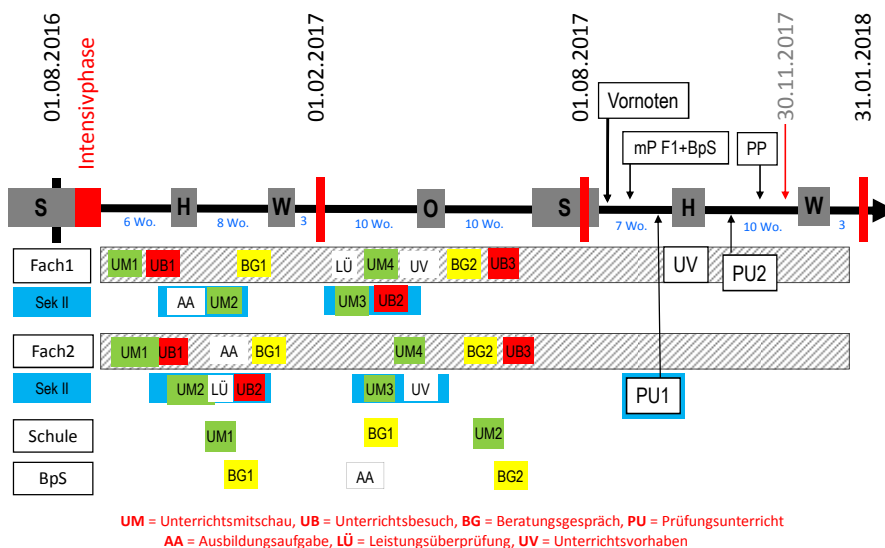 01.08.2016
Intensivphase
01.02.2017
01.08.2017
30.11.2017
31.01.2018
Vornoten
mP F1+BpS
PP
S H W O S H W
6 Wo. 8 Wo. 3 10 Wo. 10 Wo. 7 Wo. 10 Wo. 3
Fach1 UM1 UB1 BG1 LÜ UM4 UV BG2 UB3 UV PU2
Sek II AA UM2 UM3 UB2
Fach2 UM1 UB1 AA BG1 UM4 BG2 UB3
Sek II UM2 LÜ UB2 UM3 UV PU1
Schule UM1 BG1 UM2
BpS BG1 AA BG2
UM = Unterrichtsmitschau, UB = Unterrichtsbesuch, BG = Beratungsgespräch, PU = Prüfungsunterricht
AA = Ausbildungsaufgabe, LÜ = Leistungsüberprüfung, UV = Unterrichtsvorhaben